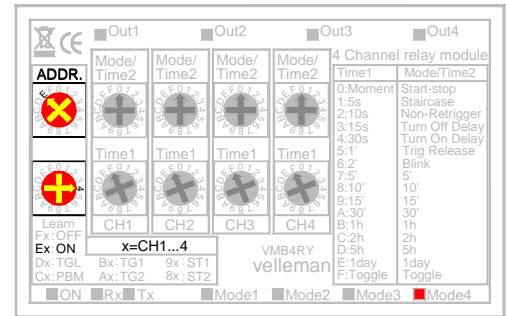 Out1 Out2 Out3 Out4
4 Channel relay module
ADDR.
Mode/Time2 Mode/Time2 Mode/Time2 Mode/Time2
Time1 Time1 Time1 Time1
CH1 CH2 CH3 CH4
Time1 Mode/Time2
0:Moment Start-stop
1:5s Staircase
2:10s Non-Retrigger
3:15s Turn Off Delay
4:30s Turn On Delay
5:1' Trig Release
6:2' Blink
7:5' 5'
8:10' 10'
9:15' 15'
A:30' 30'
B:1h 1h
C:2h 2h
D:5h 5h
E:1day 1day
F:Toggle Toggle
Learn
Fx:OFF
Ex:ON x=CH1...4
Dx:TGL Bx:TG1 9x:ST1
Cx:PBM Ax:TG2 8x:ST2
VMB4RY
velleman
ON Rx Tx Mode1 Mode2 Mode3 Mode4